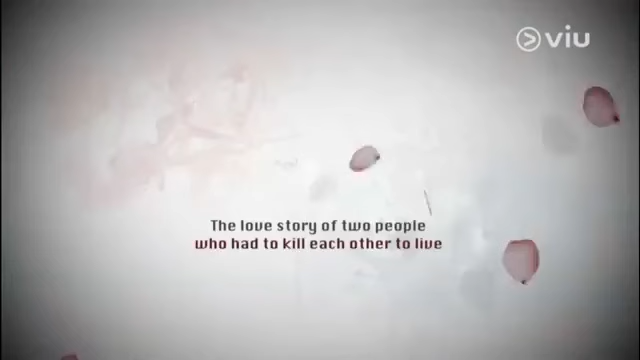 viu
The love story of two people
who had to kill each other to live